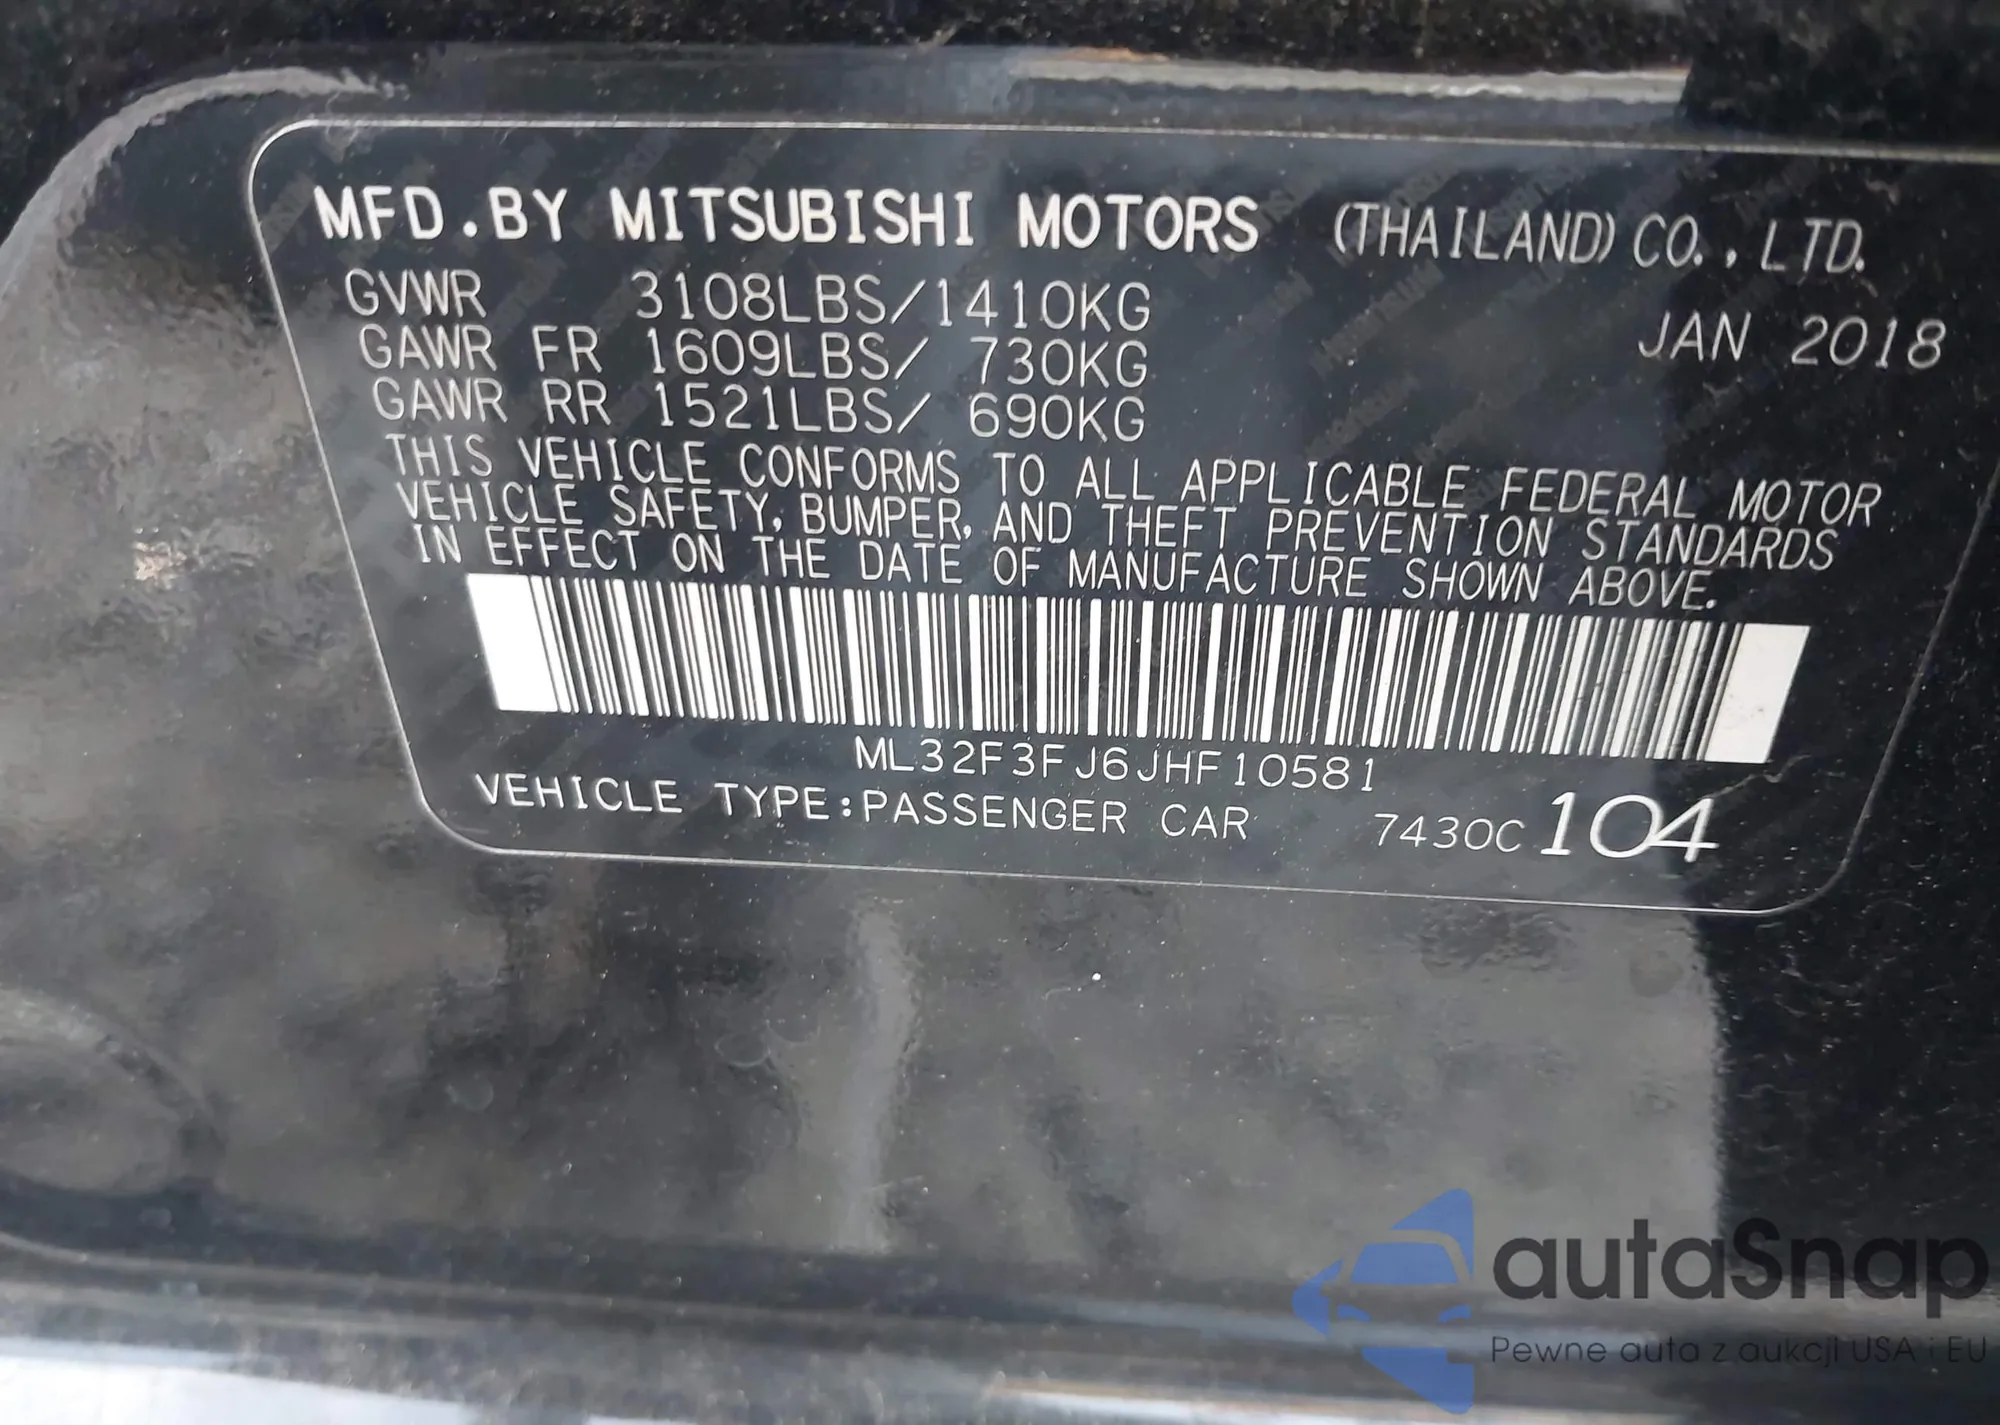 MFD.BY MITSUBISHI MOTORS (THAILAND) CO., LTD.
GVWR 3108LBS/1410KG
JAN 2018
GAWR FR 1609LBS/ 730KG
GAWR RR 1521LBS/ 690KG
THIS VEHICLE CONFORMS TO ALL APPLICABLE FEDERAL MOTOR
VEHICLE SAFETY, BUMPER, AND THEFT PREVENTION STANDARDS
IN EFFECT ON THE DATE OF MANUFACTURE SHOWN ABOVE.
ML32F3FJ6JHF10581
VEHICLE TYPE:PASSENGER CAR 7430C 104
autaSnap
Pewne auta z aukcji USA i EU